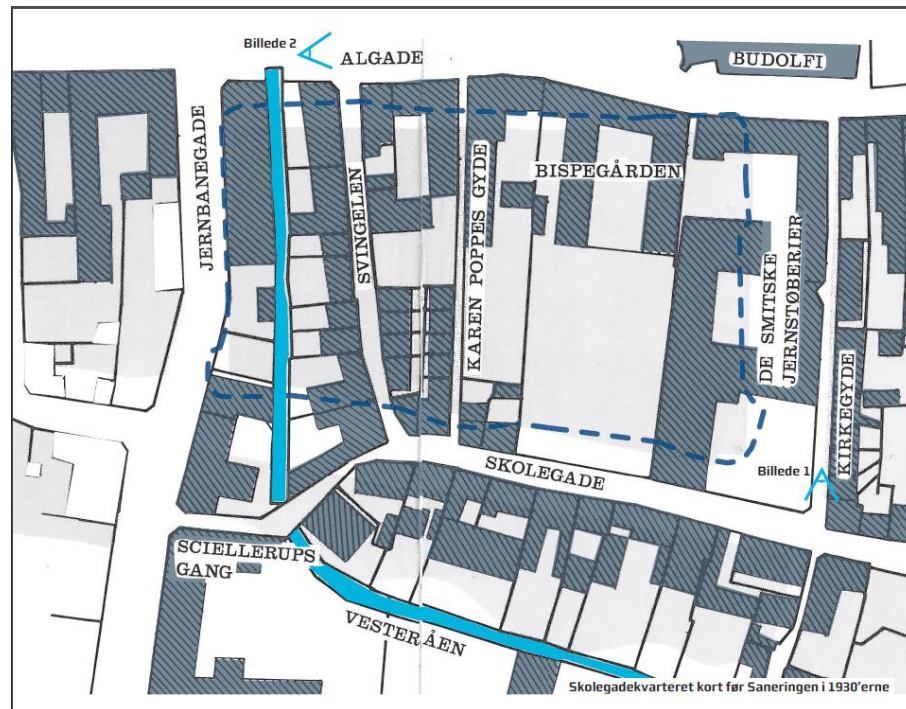 Billede 2
ALGADE
BUDOLFI
JERNBANEGADE
SVINGELEN
KAREN POPPES GYDE
BISPEGÅRDEN
DE SMITSKE
JERNSTØBERIER
KIRKEGYDE
Billede 1
SKOLEGADE
SCIELLERUPS
GANG
VESTERÅEN
Skolegadekvarteret kort før Saneringen i 1930'erne